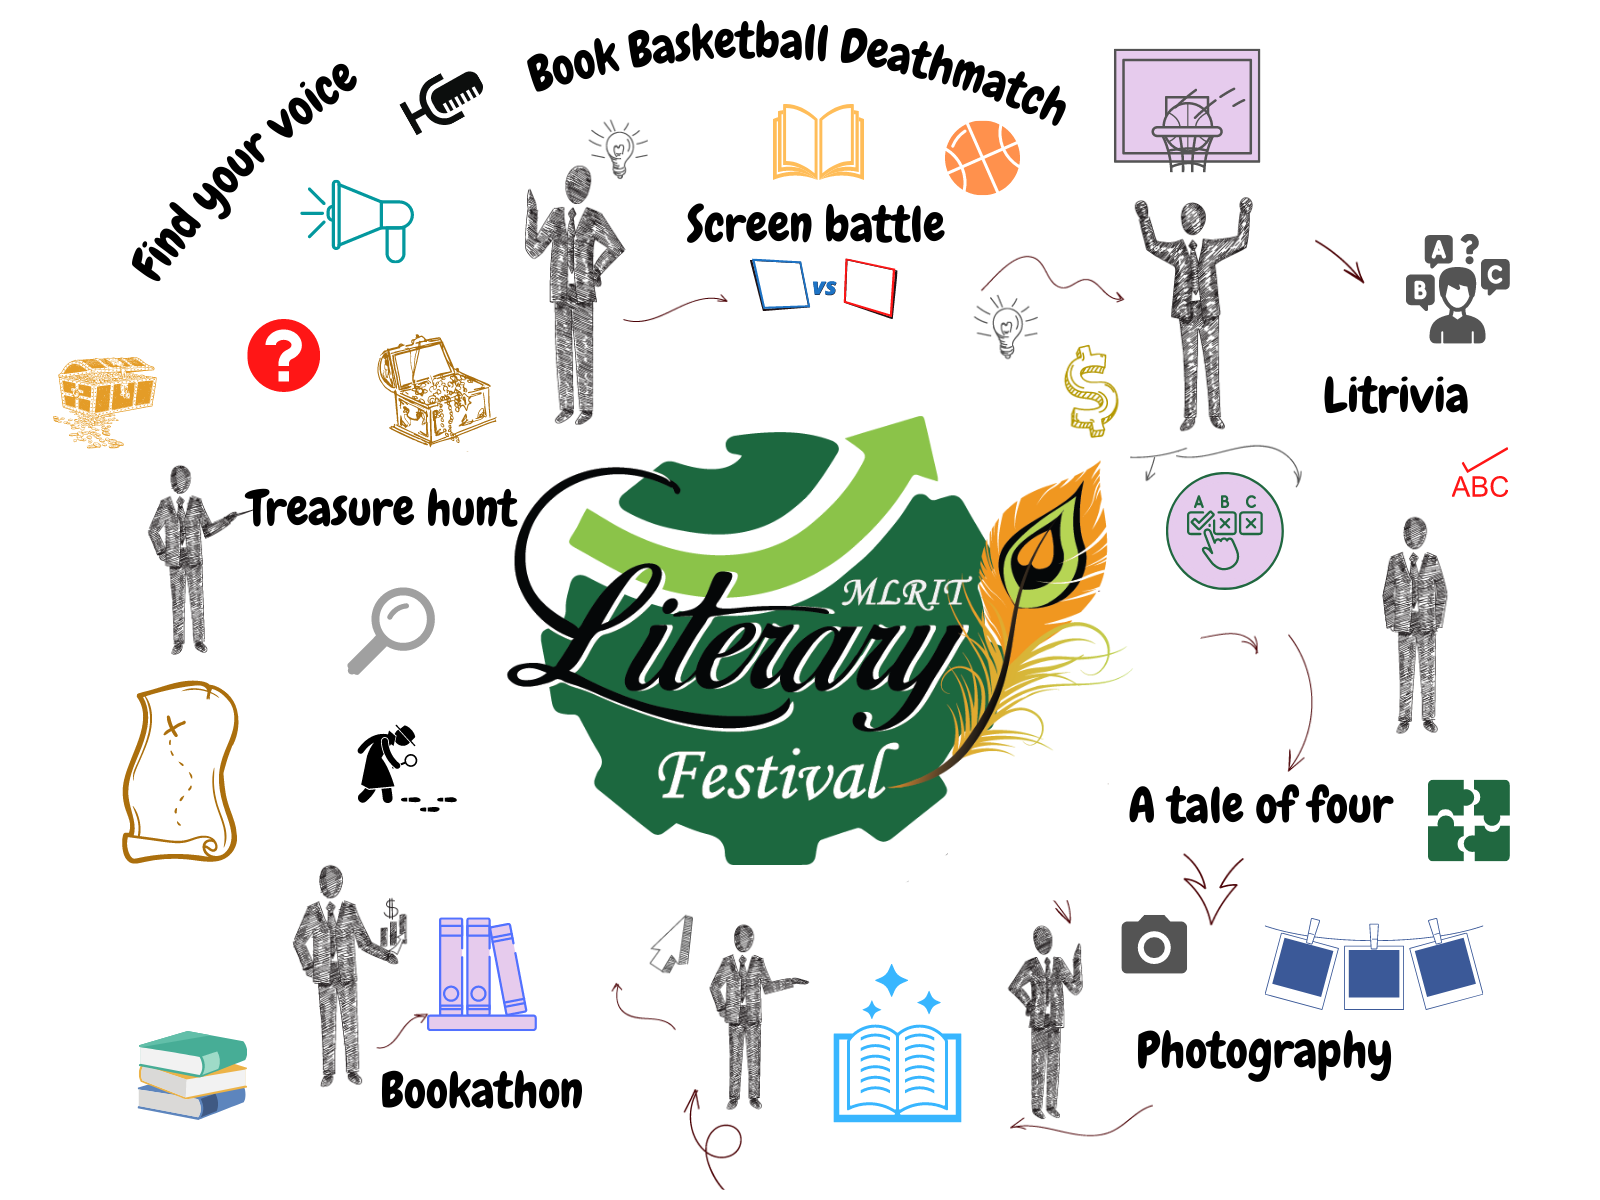 Book Basketball Deathmatch
Find your voice
Screen battle
vs
A ? C
B
$
Litrivia
ABC
A B C
Treasure hunt
MLRIT
Literary
Festival
A tale of four
$
Photography
Bookathon